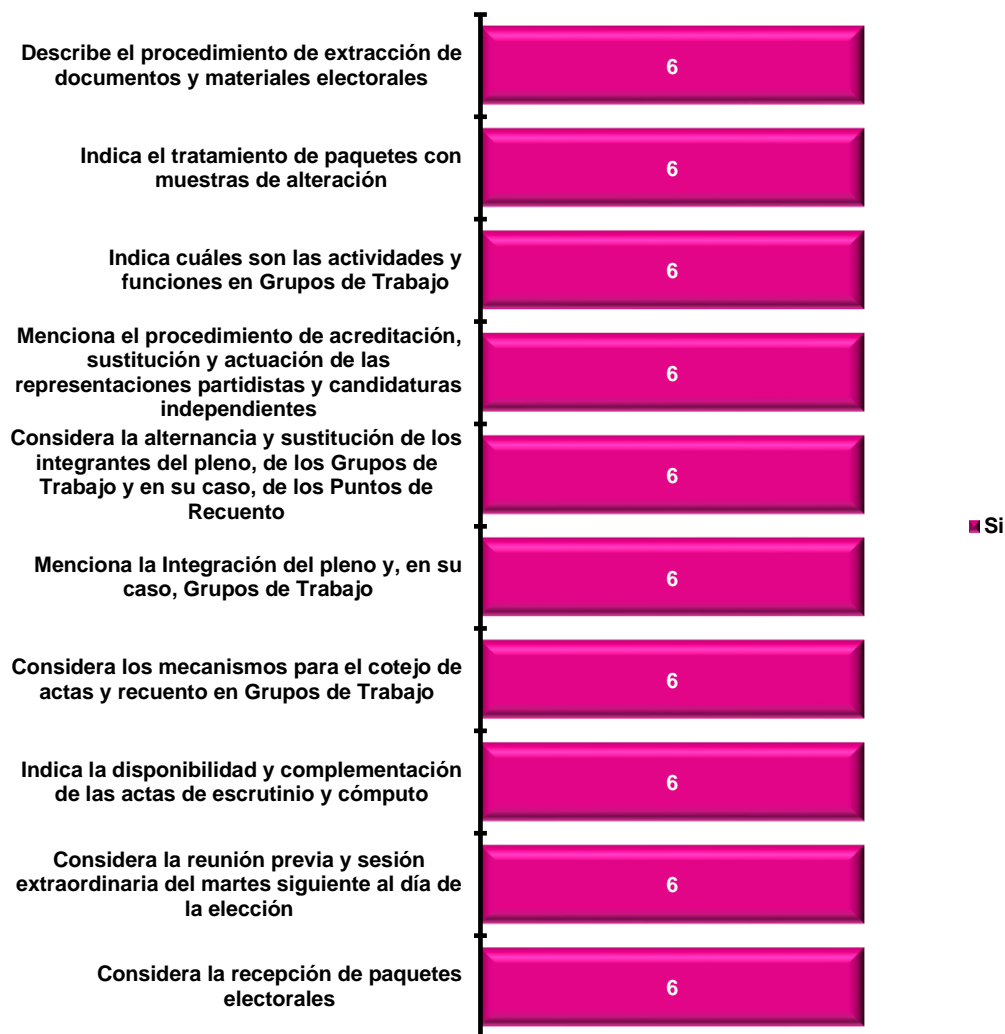 Describe el procedimiento de extracción de
documentos y materiales electorales
6
Indica el tratamiento de paquetes con
muestras de alteración
6
Indica cuáles son las actividades y
funciones en Grupos de Trabajo
6
Menciona el procedimiento de acreditación,
sustitución y actuación de las
representaciones partidistas y candidaturas
independientes
6
Considera la alternancia y sustitución de los
integrantes del pleno, de los Grupos de
Trabajo y en su caso, de los Puntos de
Recuento
6
Si
Menciona la Integración del pleno y, en su
caso, Grupos de Trabajo
6
Considera los mecanismos para el cotejo de
actas y recuento en Grupos de Trabajo
6
Indica la disponibilidad y complementación
de las actas de escrutinio y cómputo
6
Considera la reunión previa y sesión
extraordinaria del martes siguiente al día de
la elección
6
Considera la recepción de paquetes
electorales
6